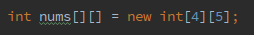 int nums[][] = new int[4][5];